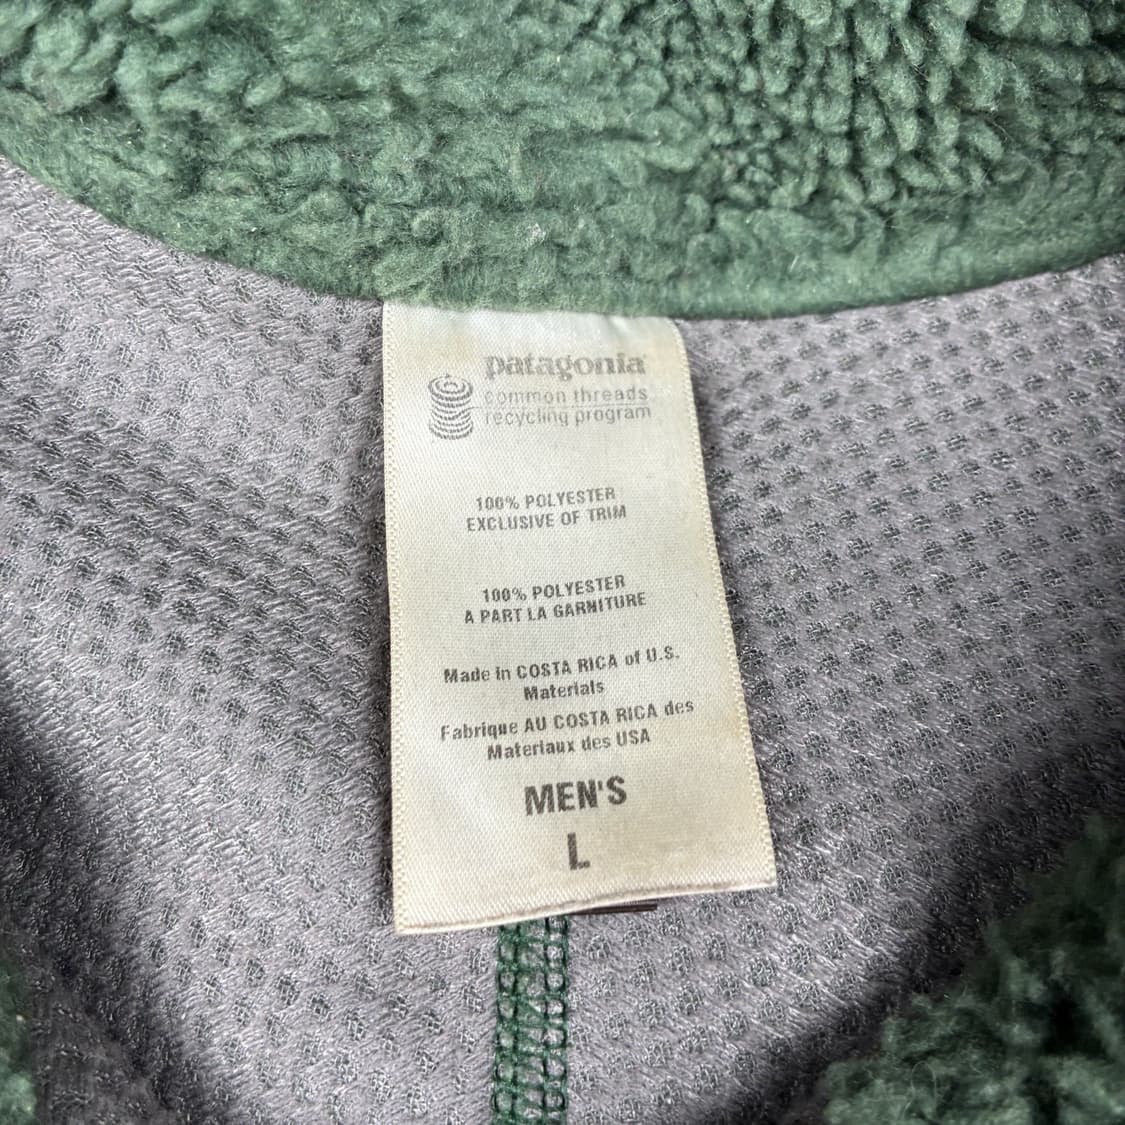 patagonia
common threads
recycling program
100% POLYESTER
EXCLUSIVE OF TRIM
100% POLYESTER
A PART LA GARNITURE
Made in COSTA RICA of U.S.
Materials
Fabrique AU COSTA RICA des
Materiaux des USA
MEN'S
L